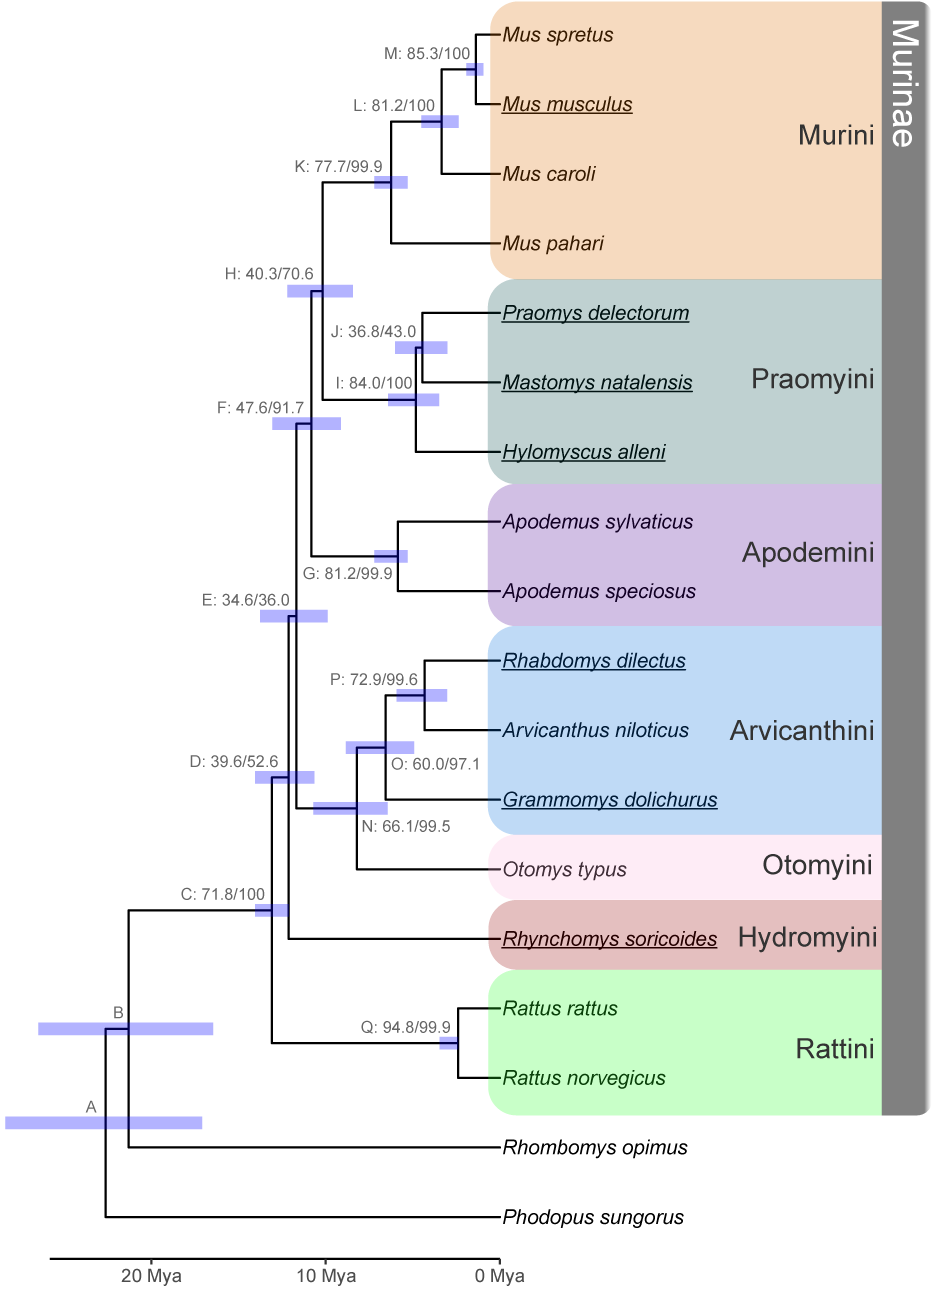 Murinae
Mus spretus
M: 85.3/100
Mus musculus
L: 81.2/100
Murini
K: 77.7/99.9
Mus caroli
Mus pahari
H: 40.3/70.6
Praomys delectorum
J: 36.8/43.0
Mastomys natalensis
Praomyini
I: 84.0/100
F: 47.6/91.7
Hylomyscus alleni
Apodemus sylvaticus
Apodemini
G: 81.2/99.9
Apodemus speciosus
E: 34.6/36.0
Rhabdomys dilectus
P: 72.9/99.6
Arvicanthus niloticus
Arvicanthini
D: 39.6/52.6
O: 60.0/97.1
Grammomys dolichurus
N: 66.1/99.5
Otomys typus
Otomyini
C: 71.8/100
Rhynchomys soricoides
Hydromyini
Rattus rattus
B
Q: 94.8/99.9
Rattini
Rattus norvegicus
A
Rhombomys opimus
Phodopus sungorus
20 Mya 10 Mya 0 Mya